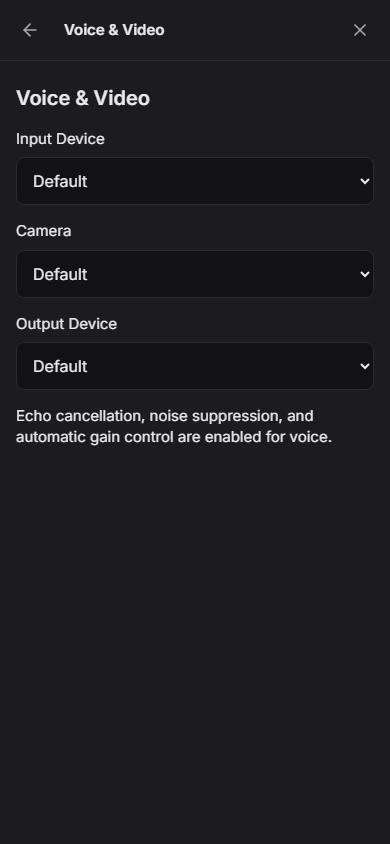 Voice & Video
Voice & Video
Input Device
Default
Camera
Default
Output Device
Default
Echo cancellation, noise suppression, and
automatic gain control are enabled for voice.